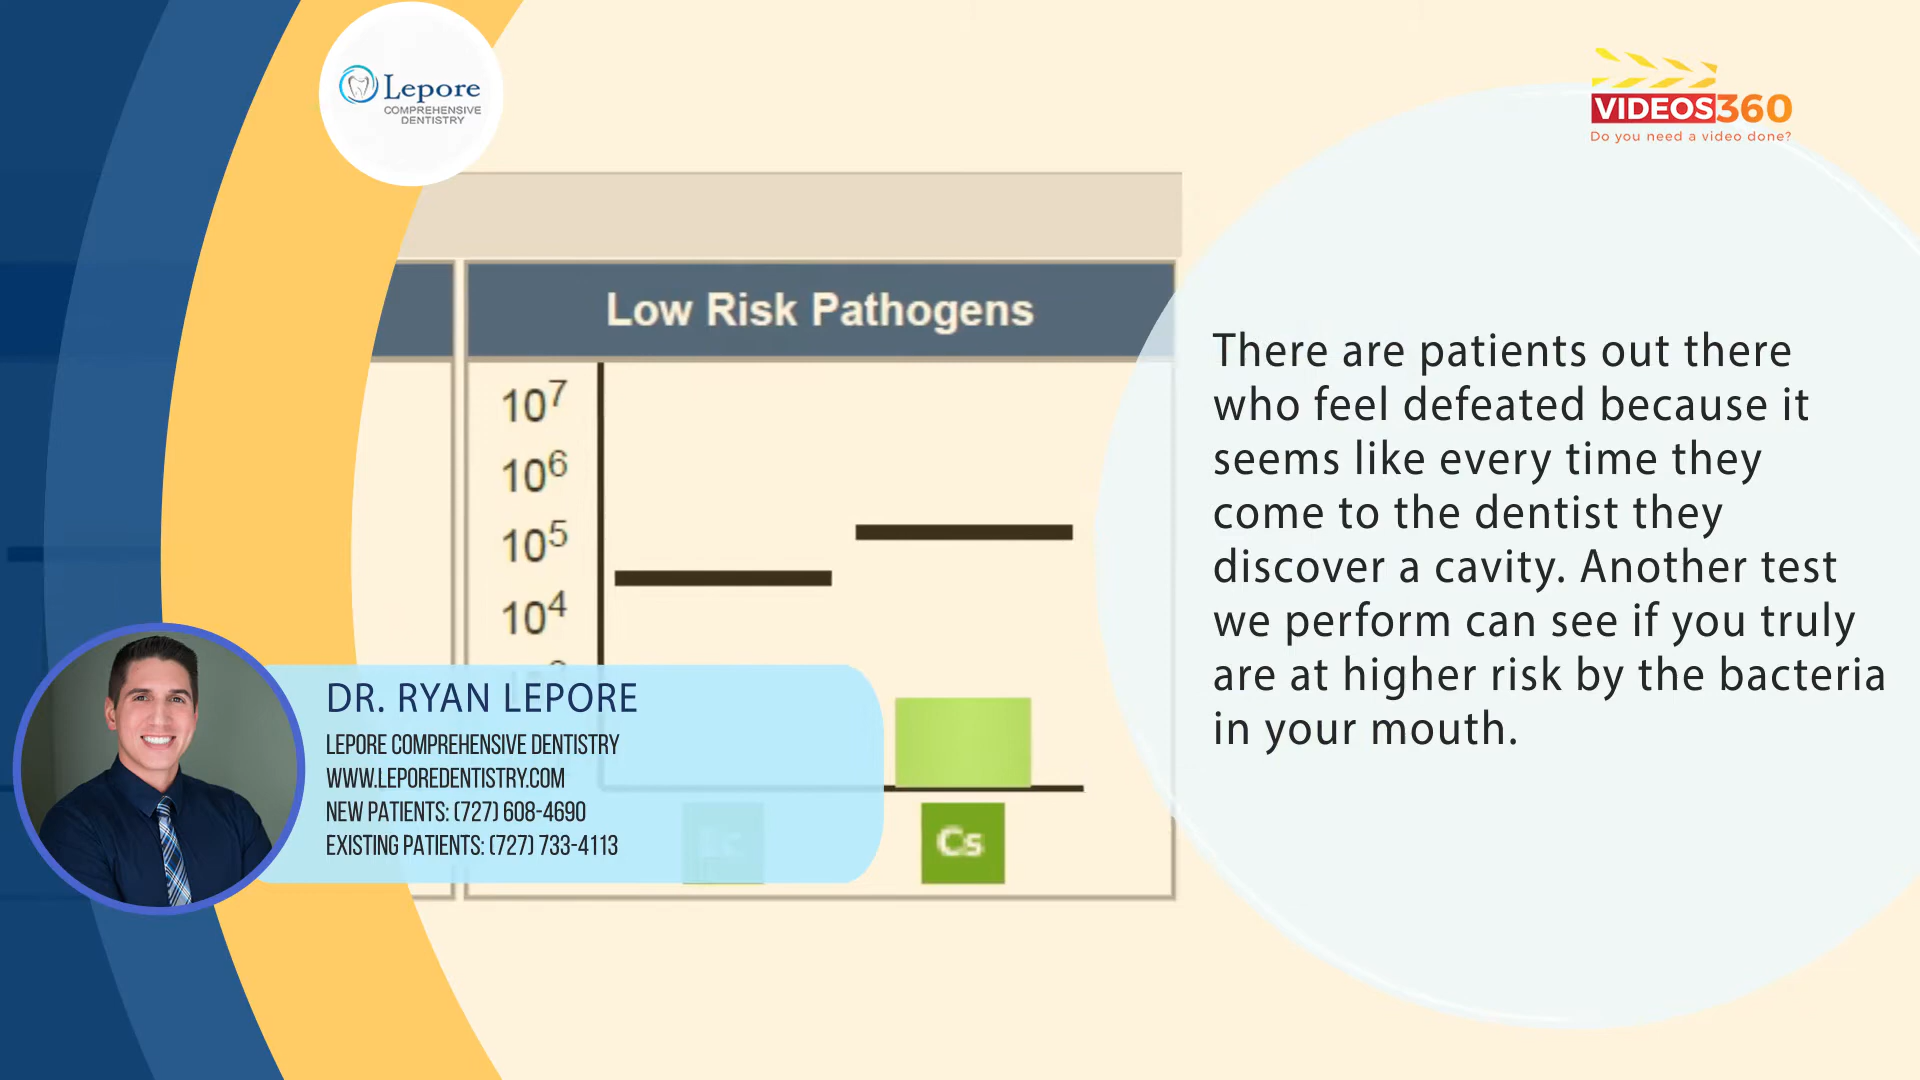 Lepore
COMPREHENSIVE
DENTISTRY
VIDEOS360
Do you need a video done?
Low Risk Pathogens
10⁷
10⁶
10⁵
10⁴
Cs
There are patients out there
who feel defeated because it
seems like every time they
come to the dentist they
discover a cavity. Another test
we perform can see if you truly
are at higher risk by the bacteria
in your mouth.
DR. RYAN LEPORE
LEPORE COMPREHENSIVE DENTISTRY
WWW.LEPOREDENTISTRY.COM
NEW PATIENTS: (727) 608-4690
EXISTING PATIENTS: (727) 733-4113